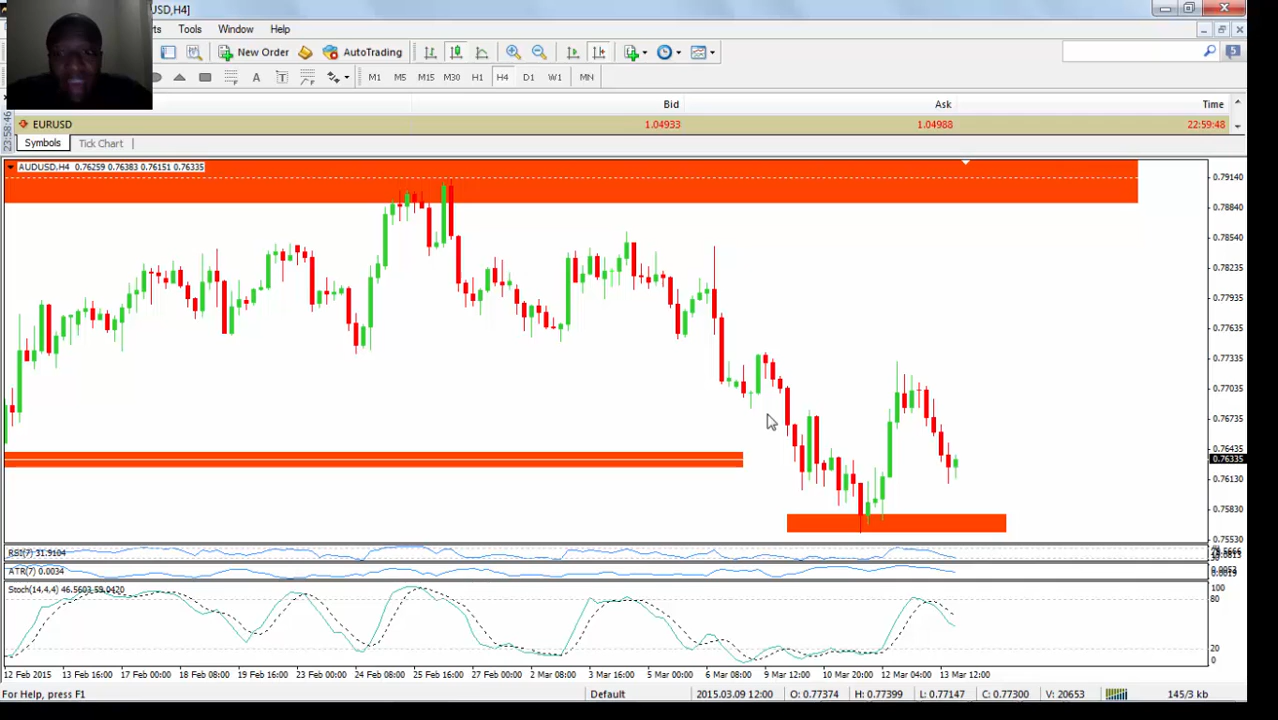 USD,H4]
rts Tools Window Help
New Order AutoTrading 5
A T M1 M5 M15 M30 H1 H4 D1 W1 MN
Bid Ask Time
EURUSD 1.04933 1.04988 22:59:48
23:58:46
Symbols Tick Chart
AUDUSD,H4 0.76259 0.76383 0.76151 0.76335
0.79140
0.78840
0.78540
0.78235
0.77935
0.77635
0.77335
0.77035
0.76735
0.76435
0.76335
0.76130
0.75830
0.75530
RSI(7) 31.9104
ATR(7) 0.0034
0.0019
Stoch(14,4,4) 46.5603 59.0420
100
80
20
0
12 Feb 2015 13 Feb 16:00 17 Feb 00:00 18 Feb 08:00 19 Feb 16:00 23 Feb 00:00 24 Feb 08:00 25 Feb 16:00 27 Feb 00:00 2 Mar 08:00 3 Mar 16:00 5 Mar 00:00 6 Mar 08:00 9 Mar 12:00 10 Mar 20:00 12 Mar 04:00 13 Mar 12:00
For Help, press F1 Default 2015.03.09 12:00 O: 0.77374 H: 0.77399 L: 0.77147 C: 0.77300 V: 20653 145/3 kb